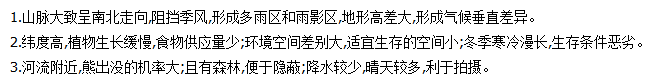 1.山脉大致呈南北走向,阻挡季风,形成多雨区和雨影区,地形高差大,形成气候垂直差异。
2.纬度高,植物生长缓慢,食物供应量少;环境空间差别大,适宜生存的空间小;冬季寒冷漫长,生存条件恶劣。
3.河流附近,熊出没的机率大;且有森林,便于隐蔽;降水较少,晴天较多,利于拍摄。